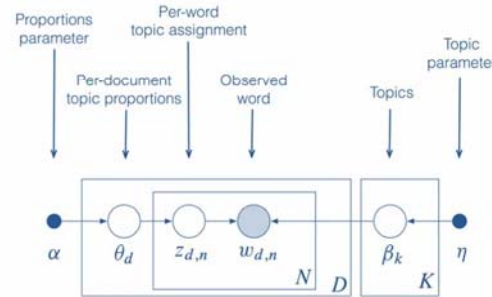 Proportions
parameter
Per-word
topic assignment
Topic
paramete
Per-document
topic proportions
Observed
word
Topics
α
θd
zd,n
wd,n
N
D
βk
K
η